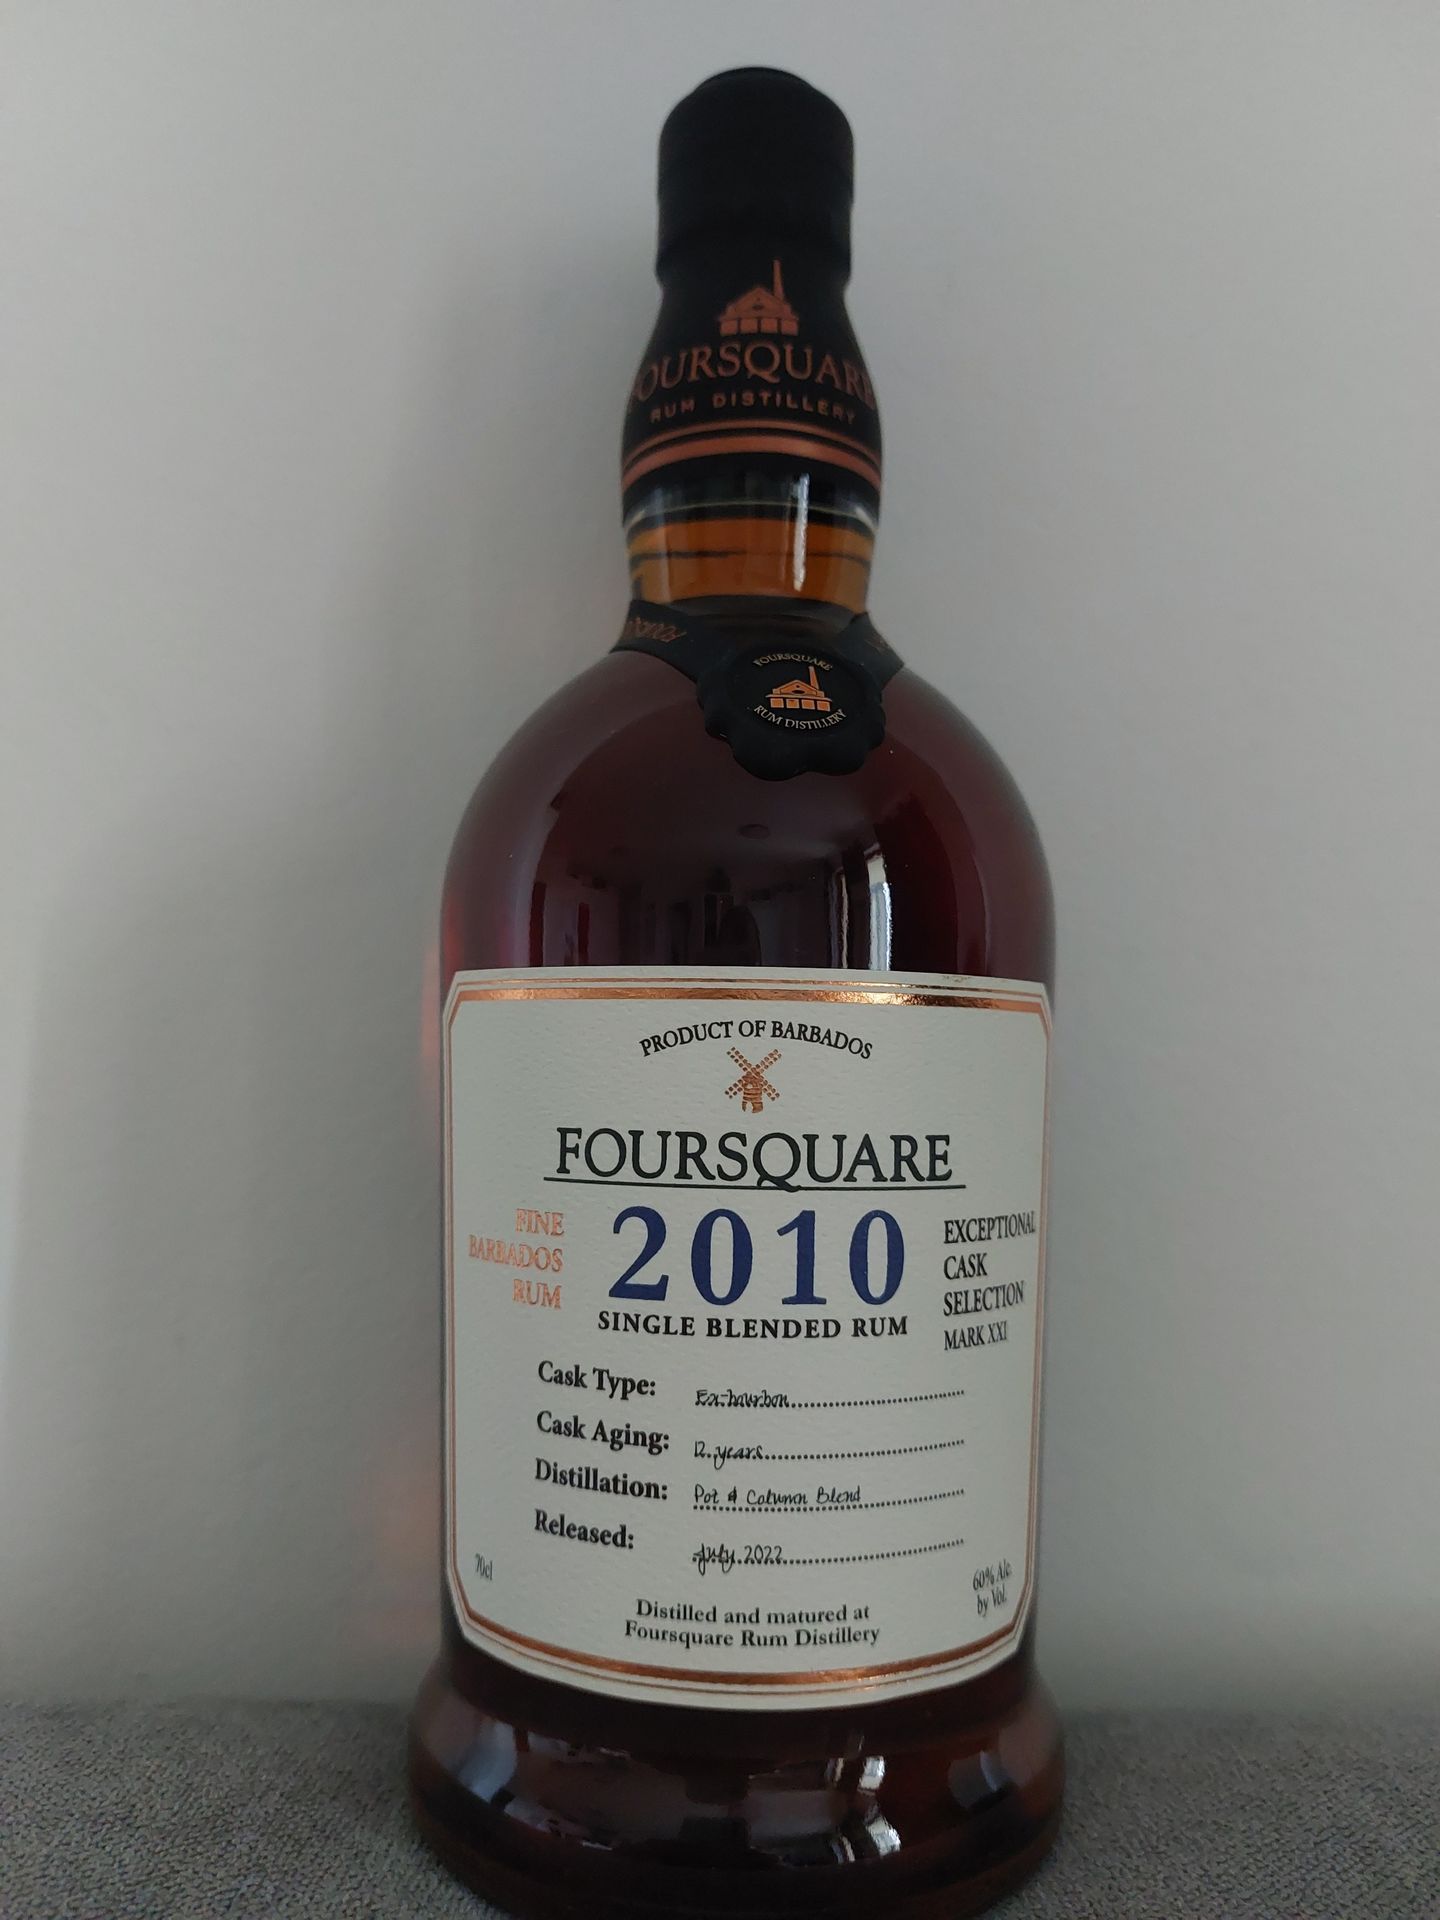 FOURSQUARE
RUM DISTILLERY
FOURSQUARE
RUM DISTILLERY
PRODUCT OF BARBADOS
FOURSQUARE
FINE
BARBADOS
RUM
2010
SINGLE BLENDED RUM
EXCEPTIONAL
CASK
SELECTION
MARK XXI
Cask Type: Ex-bourbon
Cask Aging: 12 years
Distillation: Pot & Column Blend
Released: July 2022
70cl
60% Alc.
by Vol.
Distilled and matured at
Foursquare Rum Distillery